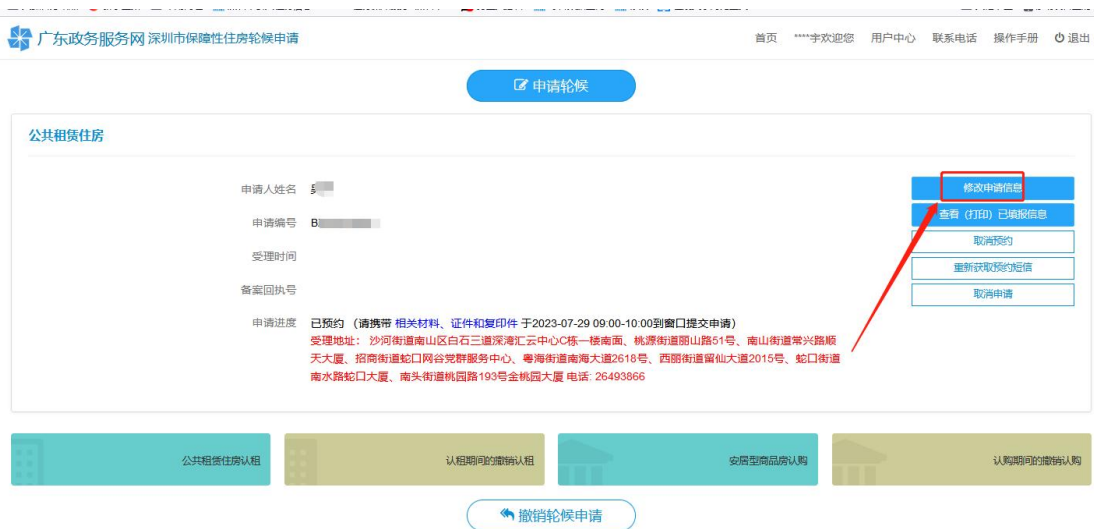 广东政务服务网 深圳市保障性住房轮候申请
首页 ****宇欢迎您 用户中心 联系电话 操作手册 退出
申请轮候
公共租赁住房
申请人姓名
修改申请信息
申请编号 B
查看（打印）已填报信息
受理时间
取消预约
重新获取预约短信
备案回执号
取消申请
申请进度 已预约 （请携带 相关材料、证件和复印件 于2023-07-29 09:00-10:00到窗口提交申请）
受理地址： 沙河街道南山区白石三道深湾汇云中心C栋一楼南面、桃源街道丽山路51号、南山街道常兴路顺
天大厦、招商街道蛇口网谷党群服务中心、粤海街道南海大道2618号、西丽街道留仙大道2015号、蛇口街道
南水路蛇口大厦、南头街道桃园路193号金桃园大厦 电话: 26493866
公共租赁住房认租
认租期间的撤销认租
安居型商品房认购
认购期间的撤销认购
撤销轮候申请